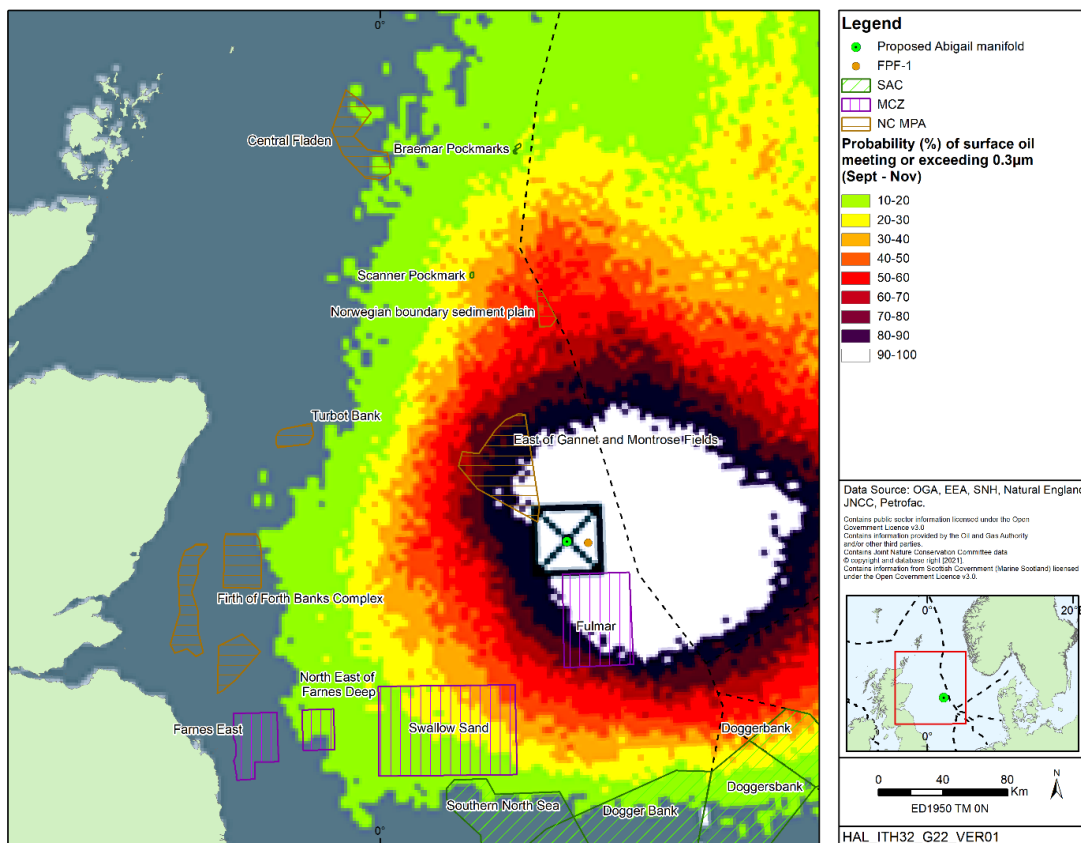 0°
Central Fladen
Braemar Pockmarks
Scanner Pockmark
Norwegian boundary sediment plain
Turbot Bank
East of Gannet and Montrose Fields
Firth of Forth Banks Complex
Fulmar
North East of
Farnes Deep
Farnes East
Swallow Sand
Doggerbank
Doggersbank
Southern North Sea
Dogger Bank
0°
Legend
Proposed Abigail manifold
FPF-1
SAC
MCZ
NC MPA
Probability (%) of surface oil
meeting or exceeding 0.3µm
(Sept - Nov)
10-20
20-30
30-40
40-50
50-60
60-70
70-80
80-90
90-100
Data Source: OGA, EEA, SNH, Natural England
JNCC, Petrofac.
Contains public sector information licensed under the Open
Government Licence v3.0
Contains information provided by the Oil and Gas Authority
and/or other third parties.
Contains Joint Nature Conservation Committee data
© copyright and database right [2021].
Contains information from Scottish Government (Marine Scotland) licensed
under the Open Government Licence v3.0.
0°
20°E
0°
0 40 80
Km
N
ED1950 TM 0N
HAL_ITH32_G22_VER01